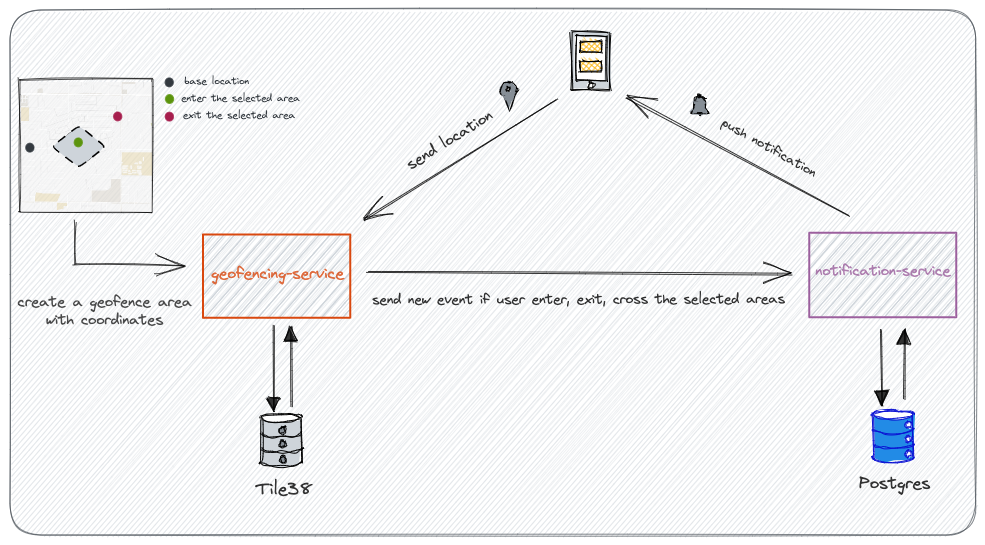 base location
enter the selected area
exit the selected area
send location
push notification
geofencing-service
notification-service
create a geofence area
with coordinates
send new event if user enter, exit, cross the selected areas
Tile38
Postgres